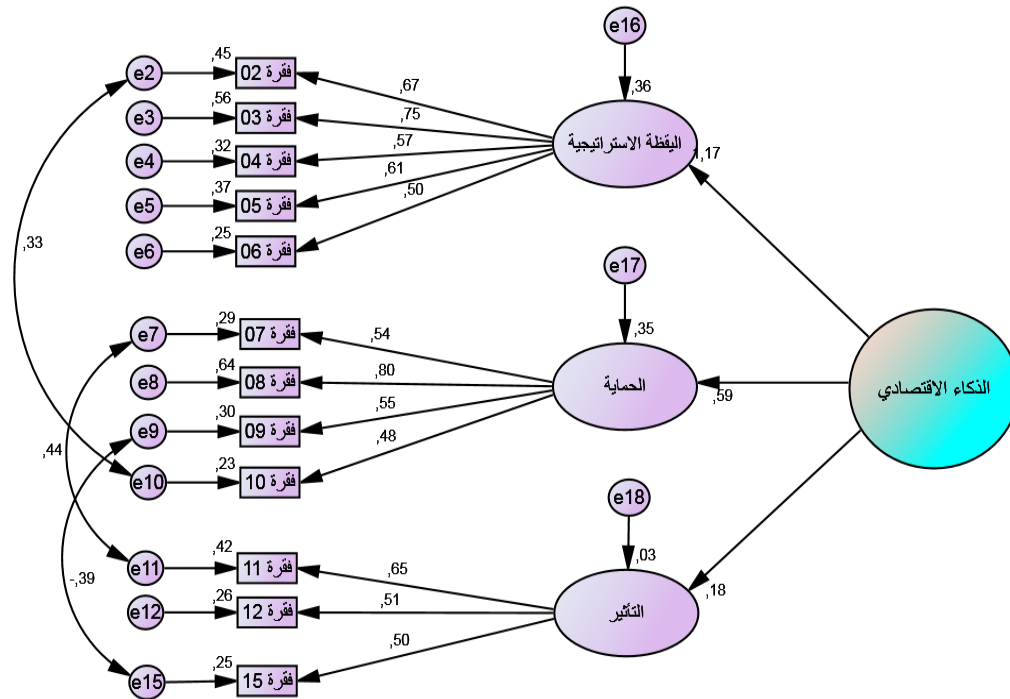 e16
e2
,45
فقرة 02
,67
,36
e3
,56
فقرة 03
,75
اليقظة الاستراتيجية
e4
,32
فقرة 04
,57
1,17
e5
,37
فقرة 05
,61
e6
,25
فقرة 06
,50
,33
e17
e7
,29
فقرة 07
,54
,35
e8
,64
فقرة 08
,80
الحماية
,59
الذكاء الاقتصادي
e9
,30
فقرة 09
,55
,44
e10
,23
فقرة 10
,48
e18
e11
,42
فقرة 11
,65
,03
-,39
e12
,26
فقرة 12
,51
التأثير
,18
e15
,25
فقرة 15
,50